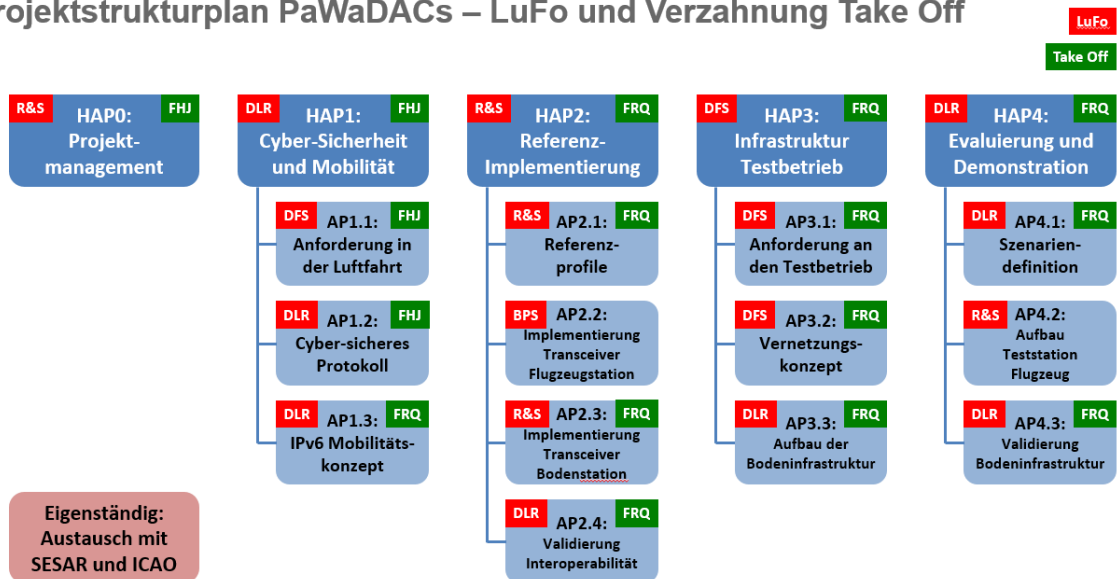 rojektstrukturplan PaWaDACs – LuFo und Verzahnung Take Off
LuFo
Take Off
R&S
HAP0:
FHJ
Projekt-
management
DLR
HAP1:
FHJ
Cyber-Sicherheit
und Mobilität
R&S
HAP2:
FRQ
Referenz-
Implementierung
DFS
HAP3:
FRQ
Infrastruktur
Testbetrieb
DLR
HAP4:
FRQ
Evaluierung und
Demonstration
DFS
AP1.1:
FHJ
Anforderung in
der Luftfahrt
DLR
AP1.2:
FHJ
Cyber-sicheres
Protokoll
DLR
AP1.3:
FRQ
IPv6 Mobilitäts-
konzept
R&S
AP2.1:
FRQ
Referenz-
profile
BPS
AP2.2:
Implementierung
Transceiver
Flugzeugstation
R&S
AP2.3:
FRQ
Implementierung
Transceiver
Bodenstation
DLR
AP2.4:
FRQ
Validierung
Interoperabilität
DFS
AP3.1:
FRQ
Anforderung an
den Testbetrieb
DFS
AP3.2:
FRQ
Vernetzungs-
konzept
DLR
AP3.3:
FRQ
Aufbau der
Bodeninfrastruktur
DLR
AP4.1:
FRQ
Szenarien-
definition
R&S
AP4.2:
Aufbau
Teststation
Flugzeug
DLR
AP4.3:
FRQ
Validierung
Bodeninfrastruktur
Eigenständig:
Austausch mit
SESAR und ICAO